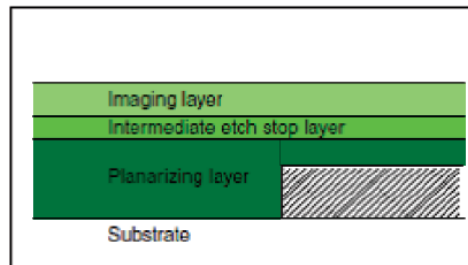 Imaging layer
Intermediate etch stop layer
Planarizing layer
Substrate